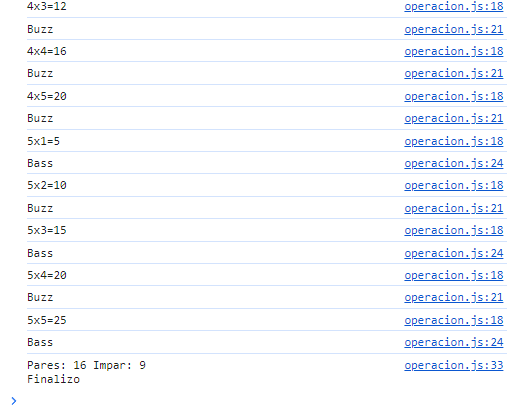 4x3=12 operacion.js:18
Buzz operacion.js:21
4x4=16 operacion.js:18
Buzz operacion.js:21
4x5=20 operacion.js:18
Buzz operacion.js:21
5x1=5 operacion.js:18
Bass operacion.js:24
5x2=10 operacion.js:18
Buzz operacion.js:21
5x3=15 operacion.js:18
Bass operacion.js:24
5x4=20 operacion.js:18
Buzz operacion.js:21
5x5=25 operacion.js:18
Bass operacion.js:24
Pares: 16 Impar: 9 operacion.js:33
Finalizo